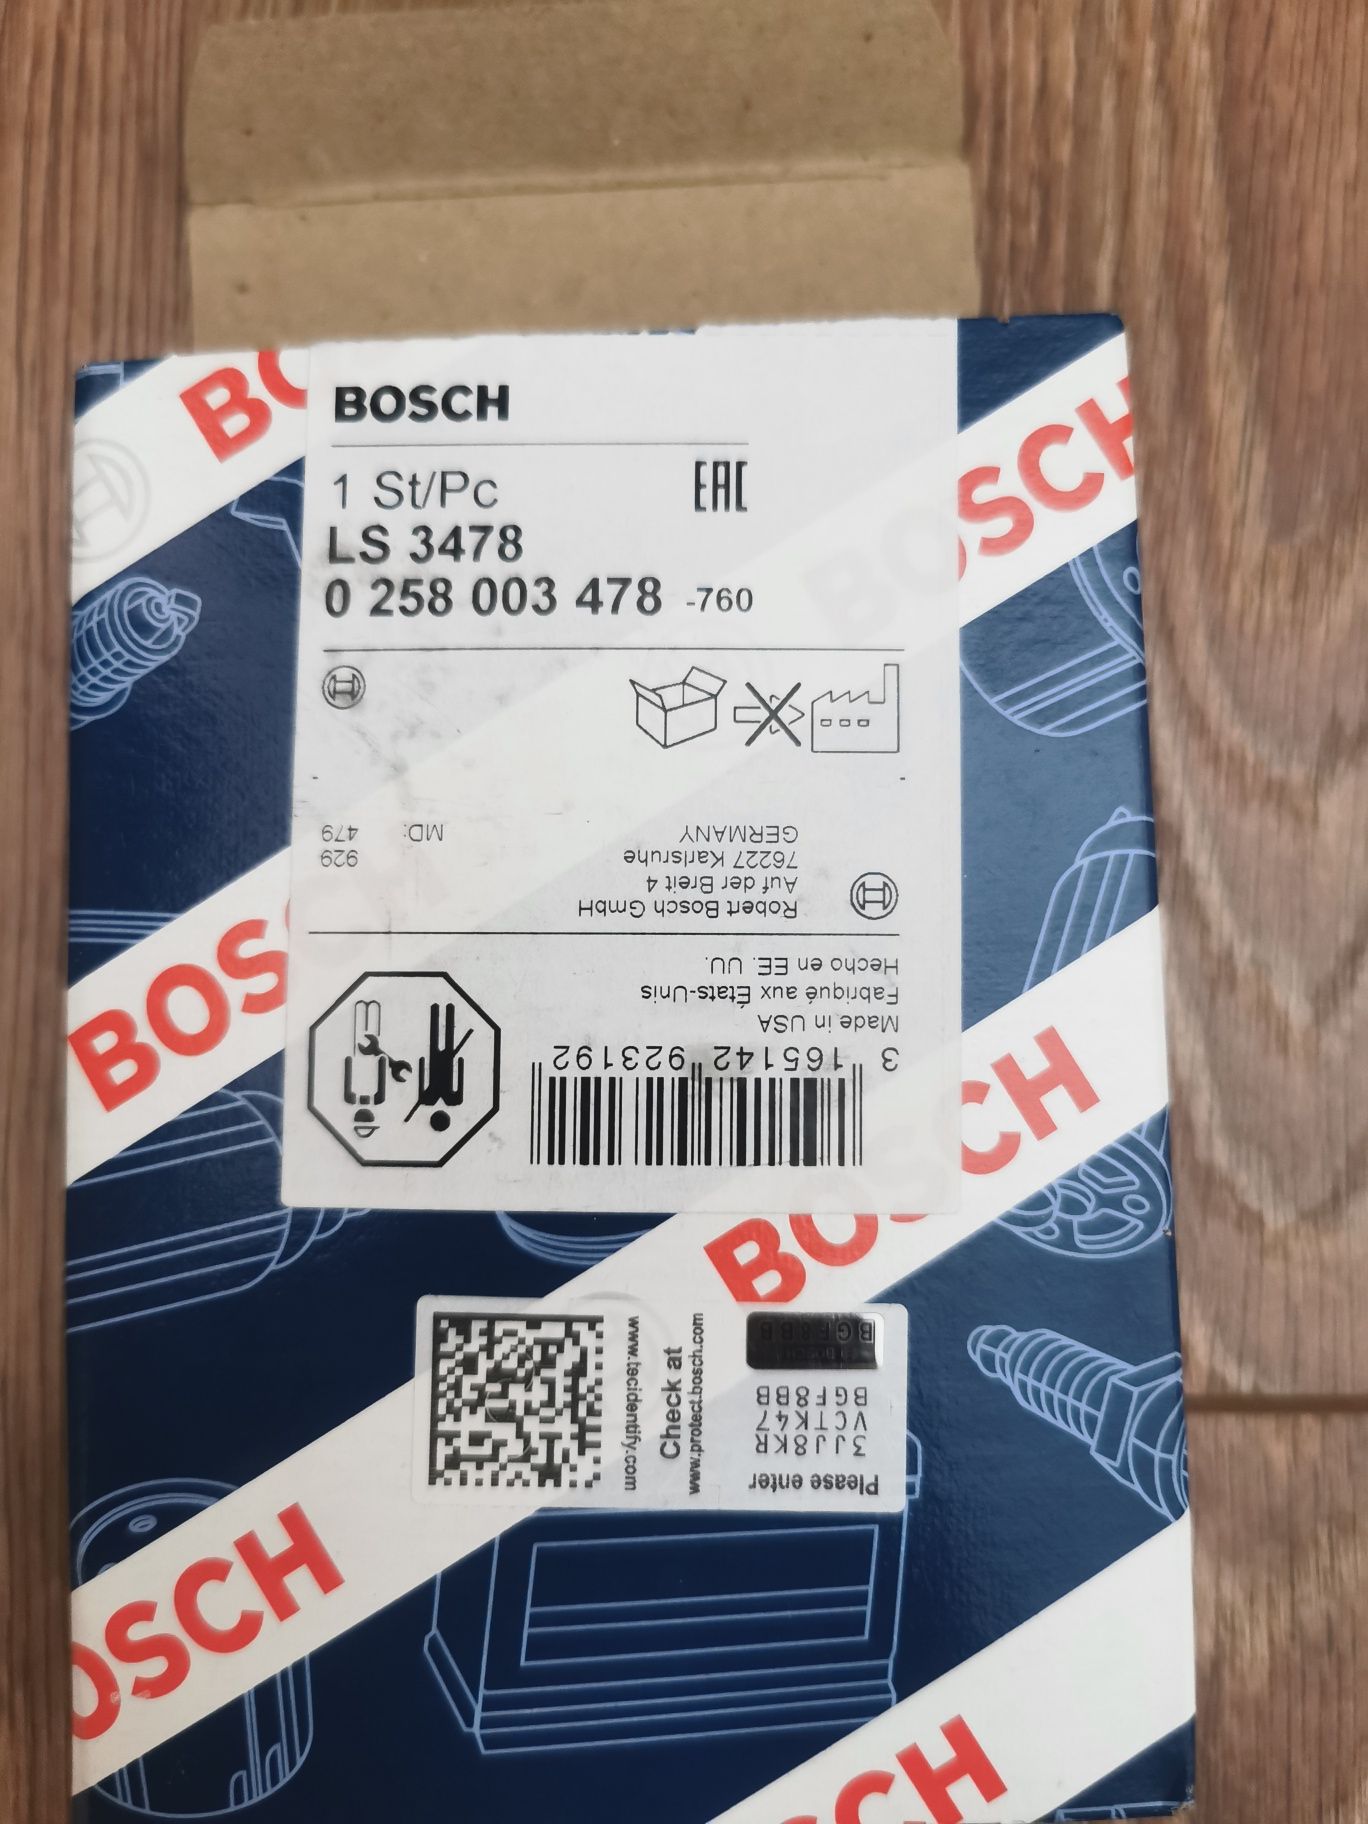 BOSCH
1 St/Pc
EAC
LS 3478
0 258 003 478 -760
MD: 479
929
Robert Bosch GmbH
Auf der Breit 4
76227 Karlsruhe
GERMANY
Hecho en EE. UU.
Fabriqué aux États-Unis
Made in USA
3 165142 923192
www.tecidentify.com
Check at
www.protect.bosch.com
Please enter
3JJ8KR
VCTK47
BGF8BB
BGF8BB
BOSCH
BOSCH
BOSCH
BOSCH
BOSCH
BOSCH